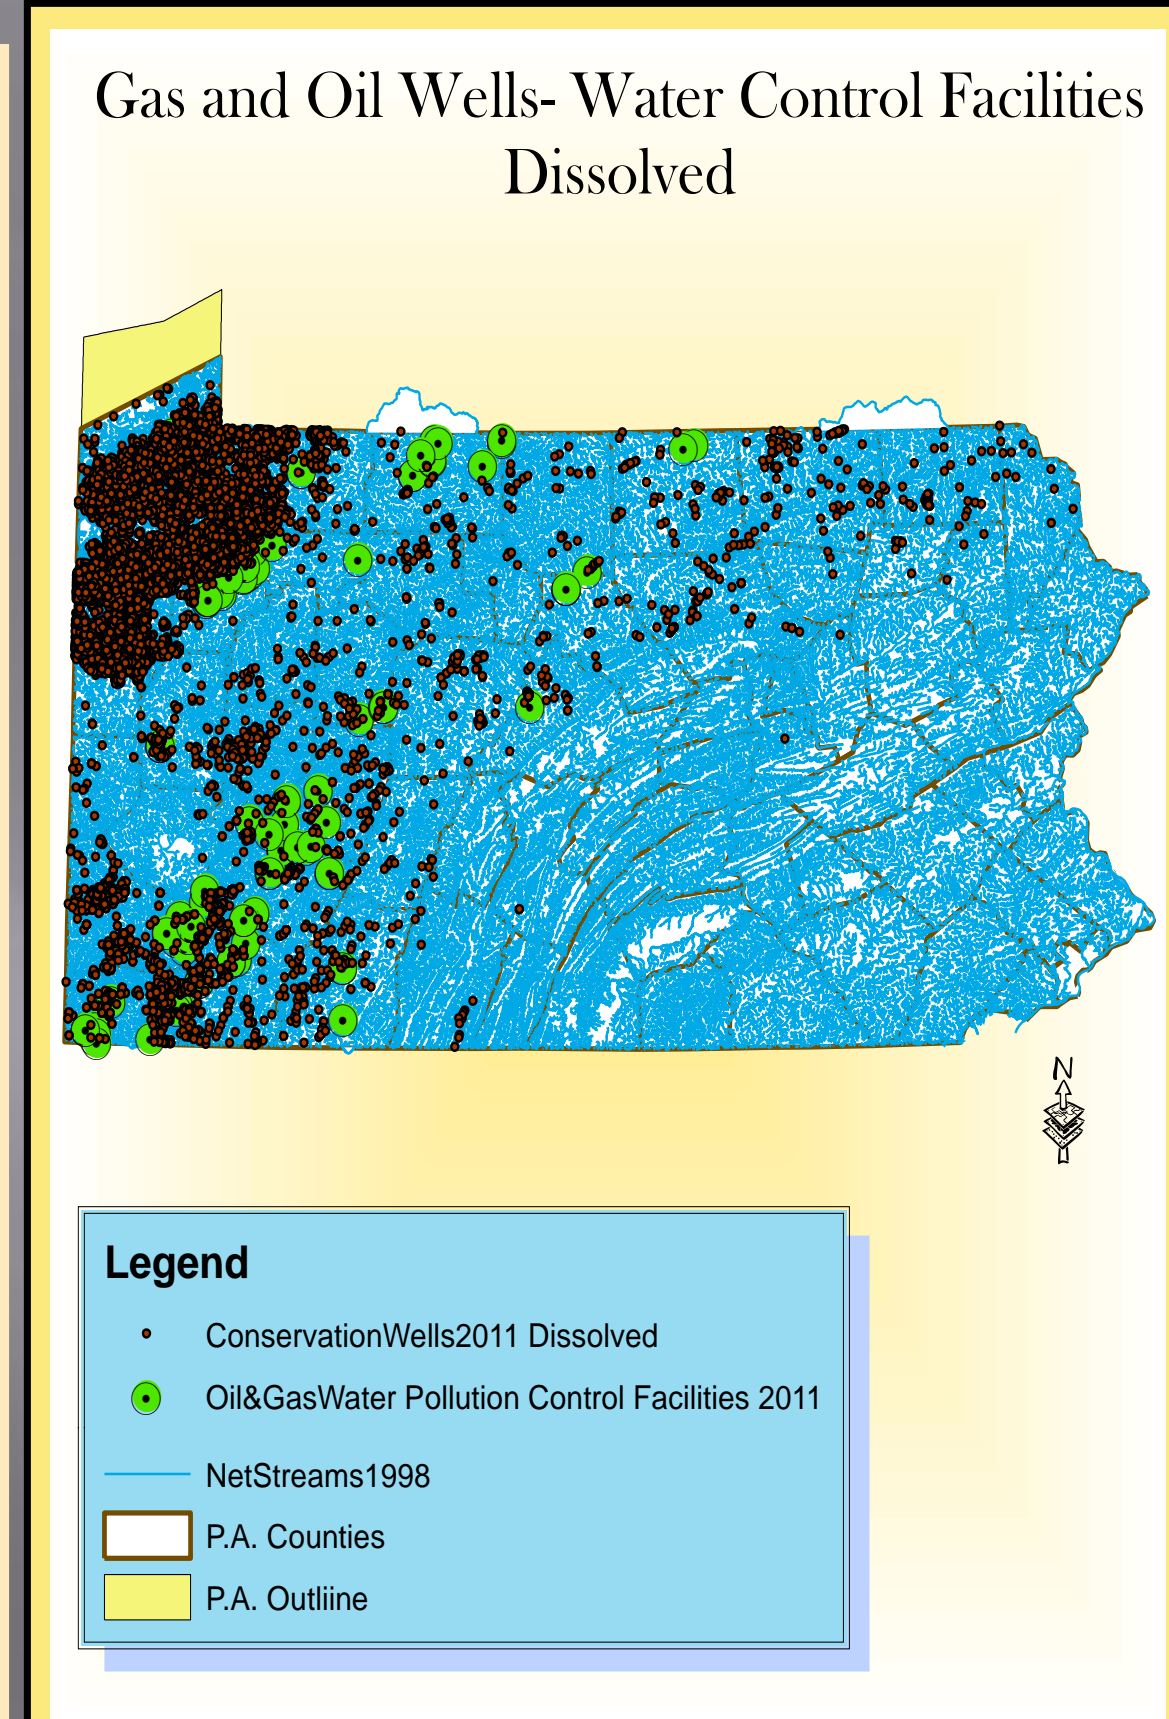 Gas and Oil Wells- Water Control Facilities
Dissolved
N
Legend
ConservationWells2011 Dissolved
Oil&GasWater Pollution Control Facilities 2011
NetStreams1998
P.A. Counties
P.A. Outliine